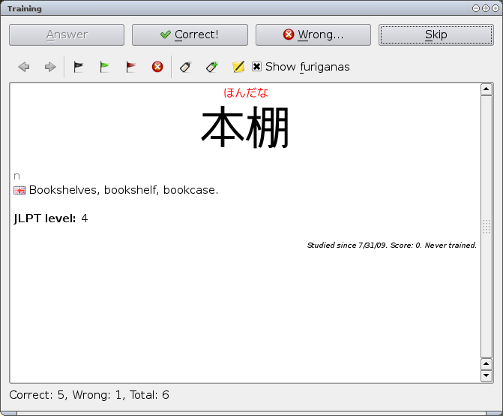 Training
Answer
Correct!
Wrong...
Skip
Show furiganas
ほんだな
本棚
n
Bookshelves, bookshelf, bookcase.
JLPT level: 4
Studied since 7/31/09. Score: 0. Never trained.
Correct: 5, Wrong: 1, Total: 6